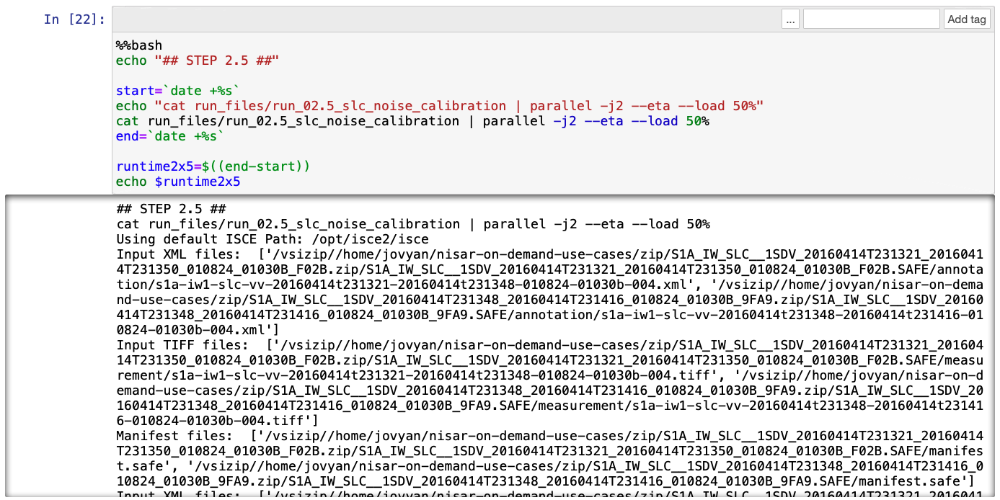 In [22]:
... Add tag
%%bash
echo "## STEP 2.5 ##"
start=`date +%s`
echo "cat run_files/run_02.5_slc_noise_calibration | parallel -j2 --eta --load 50%"
cat run_files/run_02.5_slc_noise_calibration | parallel -j2 --eta --load 50%
end=`date +%s`
runtime2x5=$((end-start))
echo $runtime2x5
## STEP 2.5 ##
cat run_files/run_02.5_slc_noise_calibration | parallel -j2 --eta --load 50%
Using default ISCE Path: /opt/isce2/isce
Input XML files:  ['/vsizip//home/jovyan/nisar-on-demand-use-cases/zip/S1A_IW_SLC__1SDV_20160414T231321_2016041
4T231350_010824_01030B_F02B.zip/S1A_IW_SLC__1SDV_20160414T231321_20160414T231350_010824_01030B_F02B.SAFE/annota
tion/s1a-iw1-slc-vv-20160414t231321-20160414t231348-010824-01030b-004.xml', '/vsizip//home/jovyan/nisar-on-dema
nd-use-cases/zip/S1A_IW_SLC__1SDV_20160414T231348_20160414T231416_010824_01030B_9FA9.zip/S1A_IW_SLC__1SDV_20160
414T231348_20160414T231416_010824_01030B_9FA9.SAFE/annotation/s1a-iw1-slc-vv-20160414t231348-20160414t231416-01
0824-01030b-004.xml']
Input TIFF files:  ['/vsizip//home/jovyan/nisar-on-demand-use-cases/zip/S1A_IW_SLC__1SDV_20160414T231321_201604
14T231350_010824_01030B_F02B.zip/S1A_IW_SLC__1SDV_20160414T231321_20160414T231350_010824_01030B_F02B.SAFE/measu
rement/s1a-iw1-slc-vv-20160414t231321-20160414t231348-010824-01030b-004.tiff', '/vsizip//home/jovyan/nisar-on-d
emand-use-cases/zip/S1A_IW_SLC__1SDV_20160414T231348_20160414T231416_010824_01030B_9FA9.zip/S1A_IW_SLC__1SDV_20
160414T231348_20160414T231416_010824_01030B_9FA9.SAFE/measurement/s1a-iw1-slc-vv-20160414t231348-20160414t23141
6-010824-01030b-004.tiff']
Manifest files:  ['/vsizip//home/jovyan/nisar-on-demand-use-cases/zip/S1A_IW_SLC__1SDV_20160414T231321_20160414
T231350_010824_01030B_F02B.zip/S1A_IW_SLC__1SDV_20160414T231321_20160414T231350_010824_01030B_F02B.SAFE/manifes
t.safe', '/vsizip//home/jovyan/nisar-on-demand-use-cases/zip/S1A_IW_SLC__1SDV_20160414T231348_20160414T231416_0
10824_01030B_9FA9.zip/S1A_IW_SLC__1SDV_20160414T231348_20160414T231416_010824_01030B_9FA9.SAFE/manifest.safe']
Input XML files:  ['/vsizip//home/jovyan/nisar-on-demand-use-cases/zip/S1A_IW_SLC__1SDV_20160414T231321_2016041